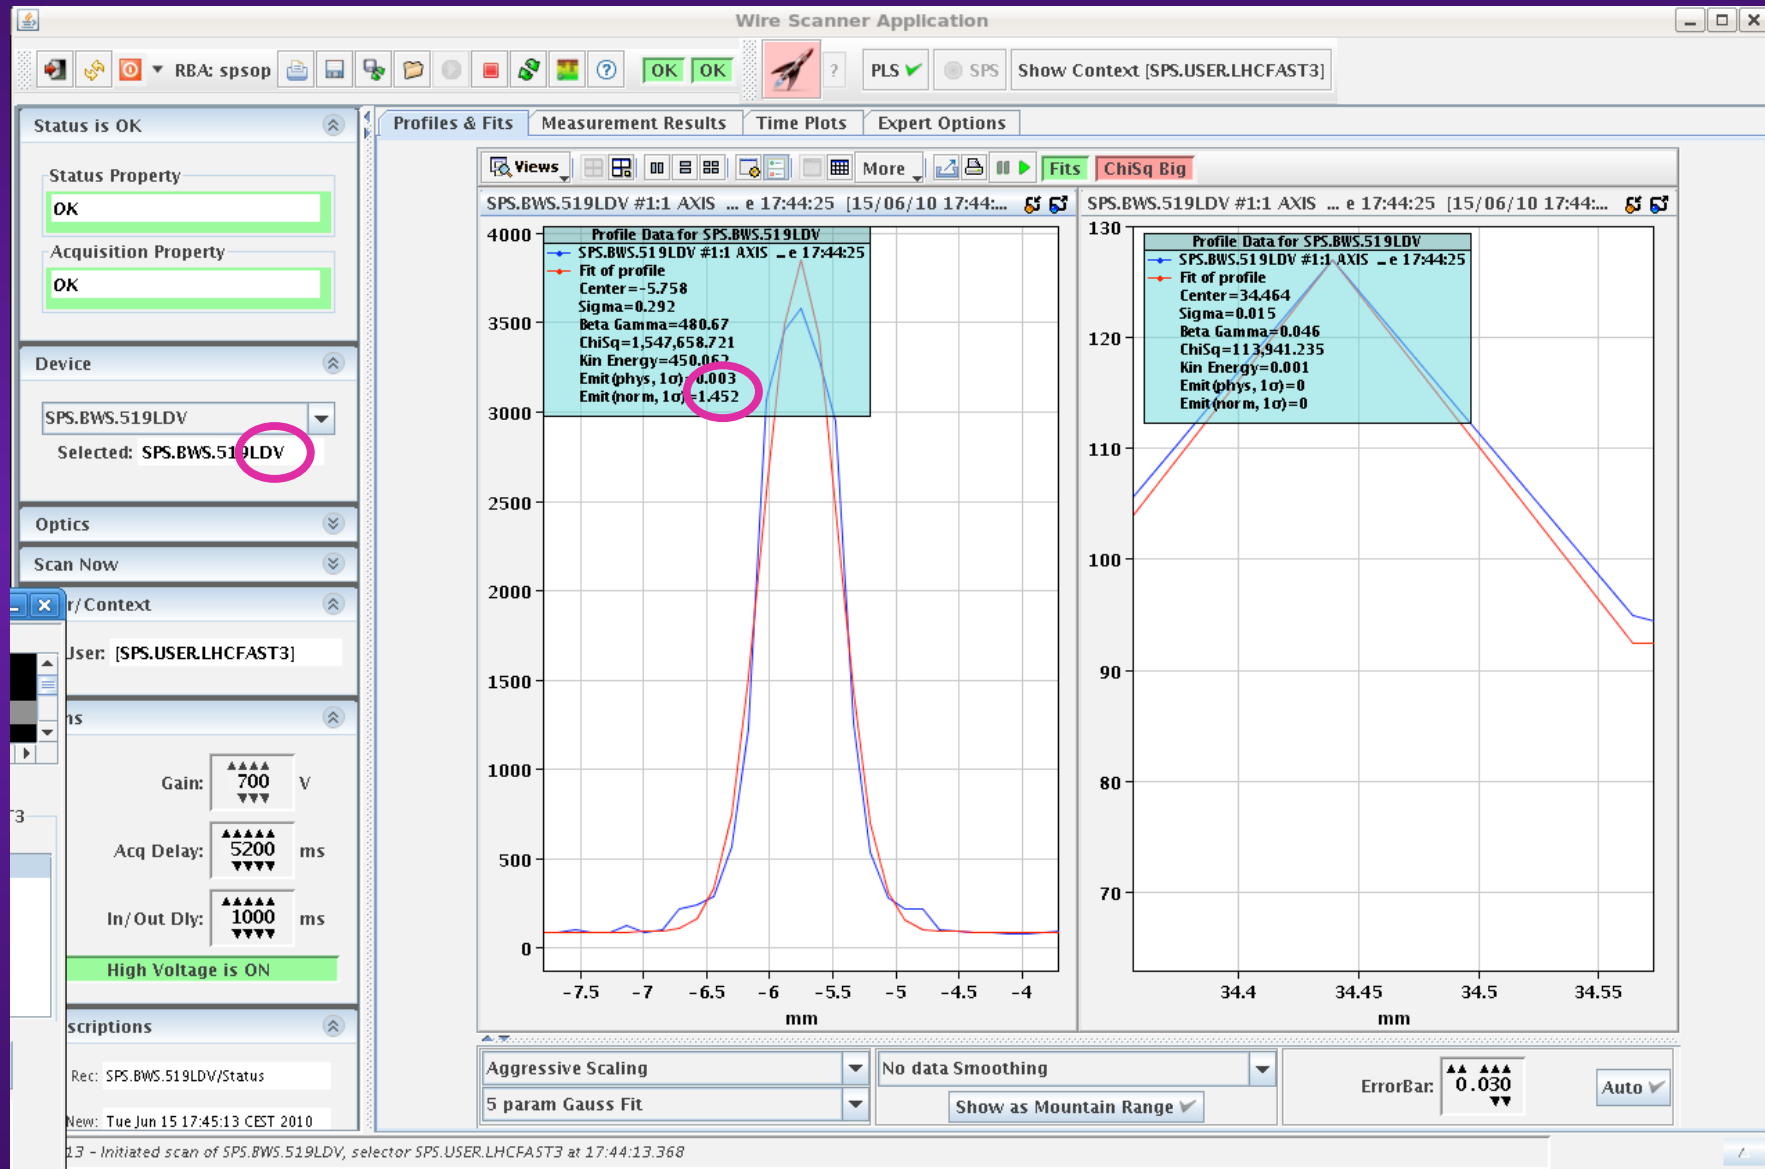 Wire Scanner Application
RBA: spsop
OK OK
?
PLS
SPS
Show Context [SPS.USER.LHCFAST3]
Status is OK
Status Property
OK
Acquisition Property
OK
Device
SPS.BWS.519LDV
Selected: SPS.BWS.519LDV
Optics
Scan Now
r/Context
User: [SPS.USER.LHCFAST3]
ns
Gain: 700 V
Acq Delay: 5200 ms
In/Out Dly: 1000 ms
High Voltage is ON
scriptions
Rec: SPS.BWS.519LDV/Status
New: Tue Jun 15 17:45:13 CEST 2010
Profiles & Fits
Measurement Results
Time Plots
Expert Options
Views
More
Fits
ChiSq Big
SPS.BWS.519LDV #1:1 AXIS ... e 17:44:25 [15/06/10 17:44:...
4000
3500
3000
2500
2000
1500
1000
500
0
Profile Data for SPS.BWS.519LDV
SPS.BWS.519LDV #1:1 AXIS ... e 17:44:25
Fit of profile
Center=-5.758
Sigma=0.292
Beta Gamma=480.67
ChiSq=1,547,658.721
Kin Energy=450.062
Emit(phys, 1σ)=0.003
Emit(norm, 1σ)=1.452
-7.5 -7 -6.5 -6 -5.5 -5 -4.5 -4
mm
SPS.BWS.519LDV #1:1 AXIS ... e 17:44:25 [15/06/10 17:44:...
130
120
110
100
90
80
70
Profile Data for SPS.BWS.519LDV
SPS.BWS.519LDV #1:1 AXIS ... e 17:44:25
Fit of profile
Center=34.464
Sigma=0.015
Beta Gamma=0.046
ChiSq=113,941.235
Kin Energy=0.001
Emit(phys, 1σ)=0
Emit(norm, 1σ)=0
34.4 34.45 34.5 34.55
mm
Aggressive Scaling
5 param Gauss Fit
No data Smoothing
Show as Mountain Range
ErrorBar: 0.030
Auto
13 - Initiated scan of SPS.BWS.519LDV, selector SPS.USER.LHCFAST3 at 17:44:13.368